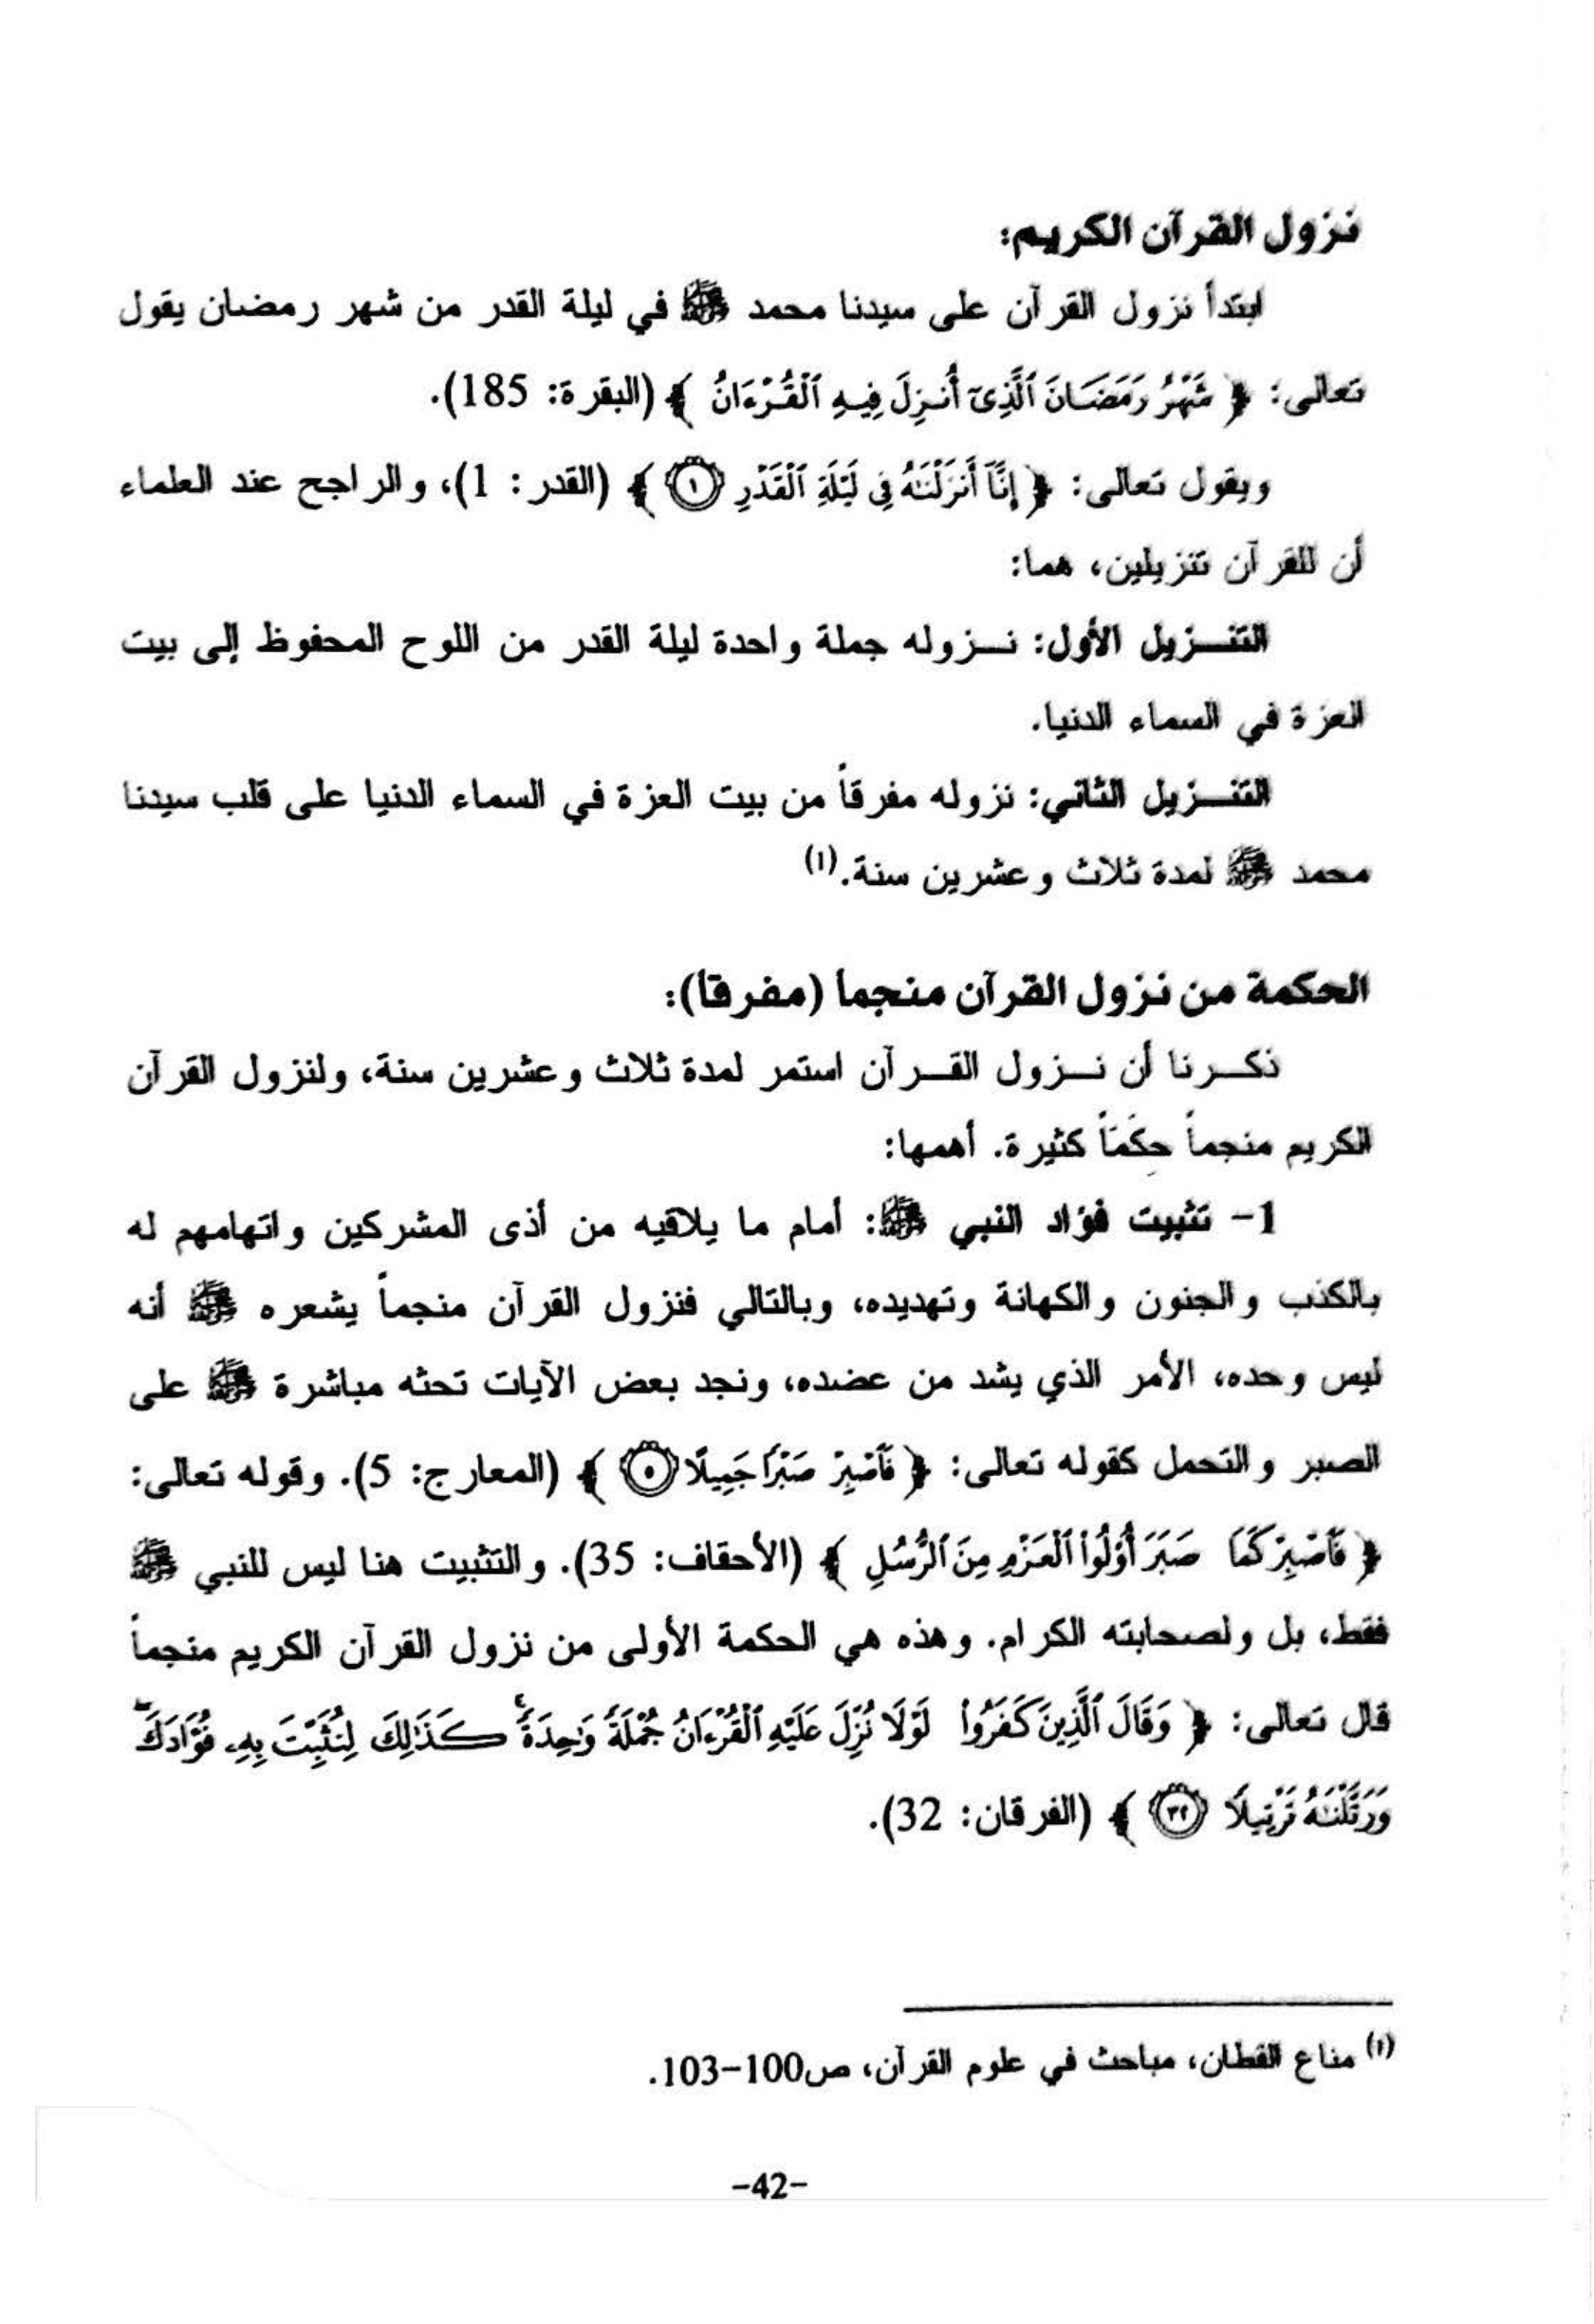 نزول القرآن الكريم:
ابتدأ نزول القرآن على سيدنا محمد ﷺ في ليلة القدر من شهر رمضان يقول
تعالى: ﴿ شَهْرُ رَمَضَانَ ٱلَّذِىٓ أُنزِلَ فِيهِ ٱلْقُرْءَانُ ﴾ (البقرة: 185).
ويقول تعالى: ﴿ إِنَّآ أَنزَلْنَـٰهُ فِى لَيْلَةِ ٱلْقَدْرِ ١ ﴾ (القدر: 1)، والراجح عند العلماء
أن للقرآن تنزيلين، هما:
التنـزيل الأول: نـزوله جملة واحدة ليلة القدر من اللوح المحفوظ إلى بيت
العزة في السماء الدنيا.
التنـزيل الثاني: نزوله مفرقاً من بيت العزة في السماء الدنيا على قلب سيدنا
محمد ﷺ لمدة ثلاث وعشرين سنة.(١)
الحكمة من نزول القرآن منجما (مفرقا):
ذكـرنا أن نـزول القـرآن استمر لمدة ثلاث وعشرين سنة، ولنزول القرآن
الكريم منجماً حِكَمَاً كثيرة. أهمها:
1- تثبيت فؤاد النبي ﷺ: أمام ما يلاقيه من أذى المشركين واتهامهم له
بالكذب والجنون والكهانة وتهديده، وبالتالي فنزول القرآن منجماً يشعره ﷺ أنه
ليس وحده، الأمر الذي يشد من عضده، ونجد بعض الآيات تحثه مباشرة ﷺ على
الصبر والتحمل كقوله تعالى: ﴿ فَٱصْبِرْ صَبْرًا جَمِيلًا ٥ ﴾ (المعارج: 5). وقوله تعالى:
﴿ فَٱصْبِرْ كَمَا صَبَرَ أُوْلُواْ ٱلْعَزْمِ مِنَ ٱلرُّسُلِ ﴾ (الأحقاف: 35). والتثبيت هنا ليس للنبي ﷺ
فقط، بل ولصحابته الكرام. وهذه هي الحكمة الأولى من نزول القرآن الكريم منجماً
قال تعالى: ﴿ وَقَالَ ٱلَّذِينَ كَفَرُواْ لَوْلَا نُزِّلَ عَلَيْهِ ٱلْقُرْءَانُ جُمْلَةً وَٰحِدَةً ۚ كَذَٰلِكَ لِنُثَبِّتَ بِهِۦ فُؤَادَكَ ۖ
وَرَتَّلْنَـٰهُ تَرْتِيلًا ٣٢ ﴾ (الفرقان: 32).
(١) مناع القطان، مباحث في علوم القرآن، ص100-103.
-42-